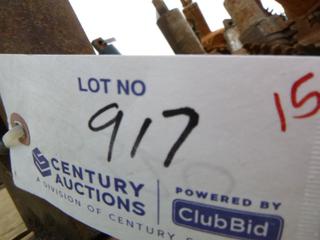 LOT NO
917
15
CENTURY
AUCTIONS
A DIVISION OF CENTURY
POWERED BY
ClubBid